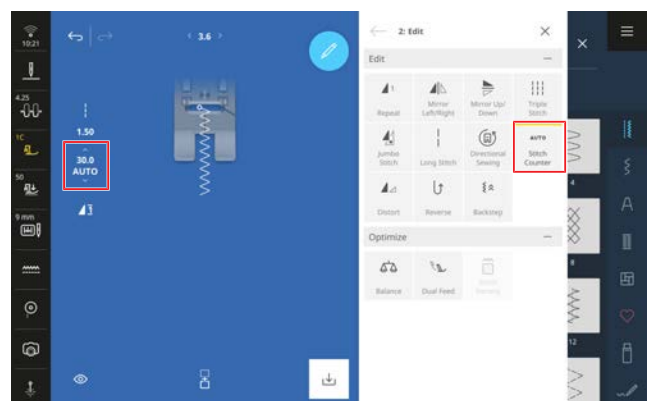 10:21
4.25
1C
50
9 mm
3.6
1.50
30.0
AUTO
2: Edit
Edit
1
Repeat
Mirror
Left/Right
Mirror Up/
Down
Triple
Stitch
Jumbo
Stitch
Long Stitch
Directional
Sewing
AUTO
Stitch
Counter
Distort
Reverse
Backstep
Optimize
Balance
Dual Feed
4
8
12
A